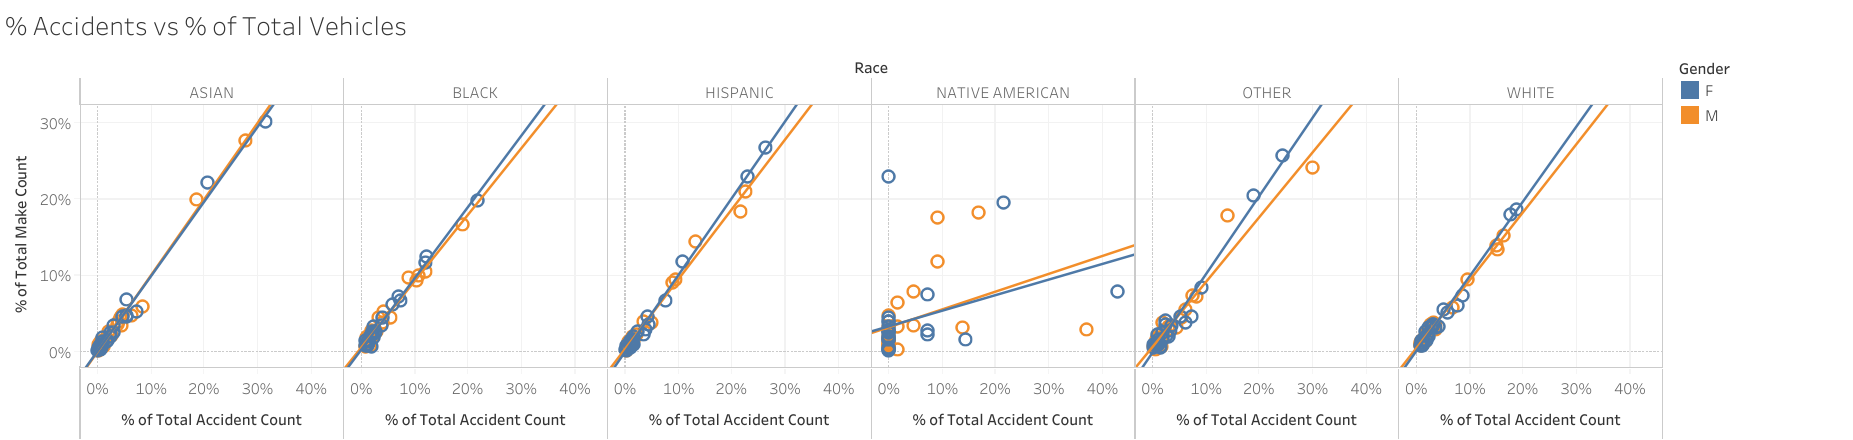 % Accidents vs % of Total Vehicles
Race
Gender
ASIAN BLACK HISPANIC NATIVE AMERICAN OTHER WHITE
F
M
% of Total Make Count
30%
20%
10%
0%
0% 10% 20% 30% 40% 0% 10% 20% 30% 40% 0% 10% 20% 30% 40% 0% 10% 20% 30% 40% 0% 10% 20% 30% 40% 0% 10% 20% 30% 40%
% of Total Accident Count % of Total Accident Count % of Total Accident Count % of Total Accident Count % of Total Accident Count % of Total Accident Count